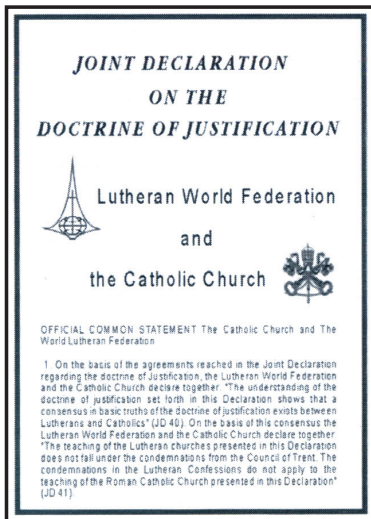 JOINT DECLARATION
ON THE
DOCTRINE OF JUSTIFICATION
Lutheran World Federation
and
the Catholic Church
OFFICIAL COMMON STATEMENT The Catholic Church and The
World Lutheran Federation
1 On the basis of the agreements reached in the Joint Declaration
regarding the doctrine of Justification, the Lutheran World Federation
and the Catholic Church declare together: "The understanding of the
doctrine of justification set forth in this Declaration shows that a
consensus in basic truths of the doctrine of justification exists between
Lutherans and Catholics" (JD 40). On the basis of this consensus the
Lutheran World Federation and the Catholic Church declare together:
"The teaching of the Lutheran churches presented in this Declaration
does not fall under the condemnations from the Council of Trent. The
condemnations in the Lutheran Confessions do not apply to the
teaching of the Roman Catholic Church presented in this Declaration"
(JD 41)